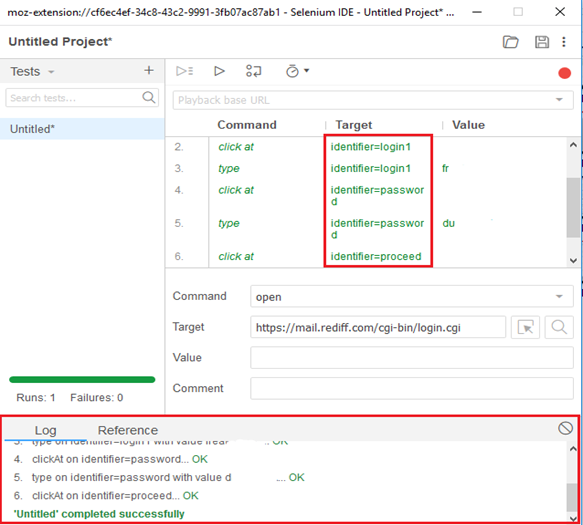 moz-extension://cf6ec4ef-34c8-43c2-9991-3fb07ac87ab1 - Selenium IDE - Untitled Project* ...
Untitled Project*
Tests
Search tests...
Untitled*
Runs: 1 Failures: 0
Playback base URL
Command Target Value
2. click at identifier=login1
3. type identifier=login1 fr
4. click at identifier=passwor
d
5. type identifier=passwor du
d
6. click at identifier=proceed
Command open
Target https://mail.rediff.com/cgi-bin/login.cgi
Value
Comment
Log Reference
3. type on identifier=login1 with value ... OK
4. clickAt on identifier=password... OK
5. type on identifier=password with value d ... OK
6. clickAt on identifier=proceed... OK
'Untitled' completed successfully